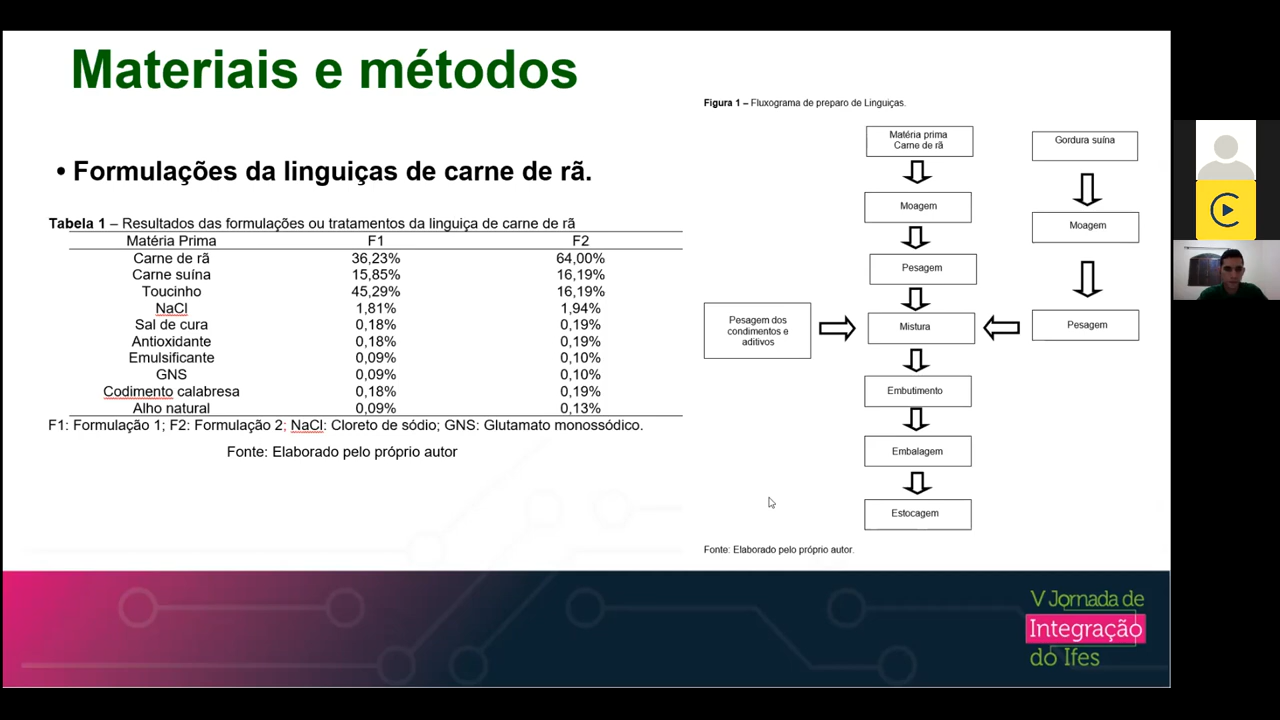 Materiais e métodos
• Formulações da linguiças de carne de rã.
Tabela 1 – Resultados das formulações ou tratamentos da linguiça de carne de rã
Matéria Prima F1 F2
Carne de rã 36,23% 64,00%
Carne suína 15,85% 16,19%
Toucinho 45,29% 16,19%
NaCl 1,81% 1,94%
Sal de cura 0,18% 0,19%
Antioxidante 0,18% 0,19%
Emulsificante 0,09% 0,10%
GNS 0,09% 0,10%
Codimento calabresa 0,18% 0,19%
Alho natural 0,09% 0,13%
F1: Formulação 1; F2: Formulação 2; NaCl: Cloreto de sódio; GNS: Glutamato monossódico.
Fonte: Elaborado pelo próprio autor
Figura 1 – Fluxograma de preparo de Linguiças.
Matéria prima
Carne de rã
Gordura suína
Moagem
Moagem
Pesagem
Pesagem dos
condimentos e
aditivos
Mistura
Pesagem
Embutimento
Embalagem
Estocagem
Fonte: Elaborado pelo próprio autor.
V Jornada de
Integração
do Ifes